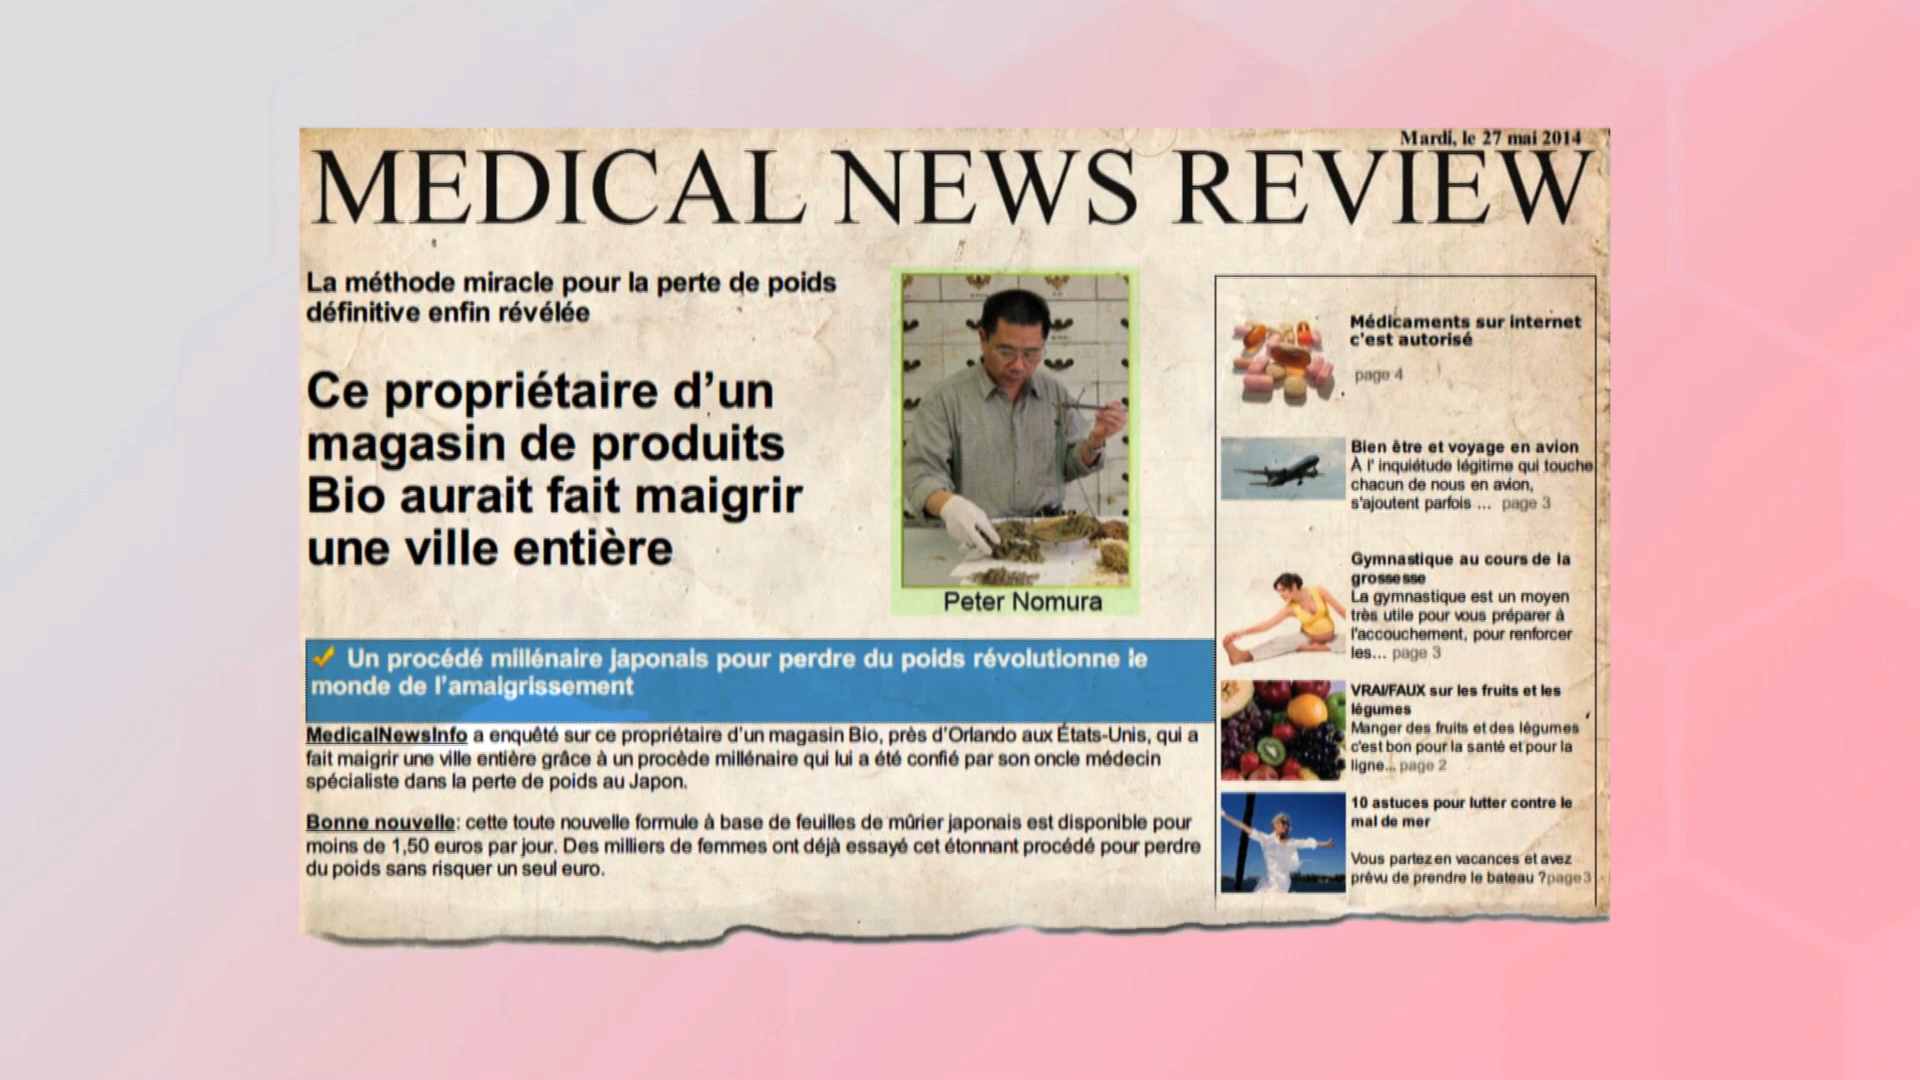 Mardi, le 27 mai 2014
MEDICAL NEWS REVIEW
La méthode miracle pour la perte de poids
définitive enfin révélée
Ce propriétaire d’un
magasin de produits
Bio aurait fait maigrir
une ville entière
Peter Nomura
Un procédé millénaire japonais pour perdre du poids révolutionne le
monde de l’amaigrissement
MedicalNewsInfo a enquêté sur ce propriétaire d’un magasin Bio, près d’Orlando aux États-Unis, qui a
fait maigrir une ville entière grâce à un procède millénaire qui lui a été confié par son oncle médecin
spécialiste dans la perte de poids au Japon.
Bonne nouvelle: cette toute nouvelle formule à base de feuilles de mûrier japonais est disponible pour
moins de 1,50 euros par jour. Des milliers de femmes ont déjà essayé cet étonnant procédé pour perdre
du poids sans risquer un seul euro.
Médicaments sur internet
c'est autorisé
page 4
Bien être et voyage en avion
À l' inquiétude légitime qui touche
chacun de nous en avion,
s'ajoutent parfois ... page 3
Gymnastique au cours de la
grossesse
La gymnastique est un moyen
très utile pour vous préparer à
l'accouchement, pour renforcer
les... page 3
VRAI/FAUX sur les fruits et les
légumes
Manger des fruits et des légumes
c'est bon pour la santé et pour la
ligne... page 2
10 astuces pour lutter contre le
mal de mer
Vous partez en vacances et avez
prévu de prendre le bateau ?page3